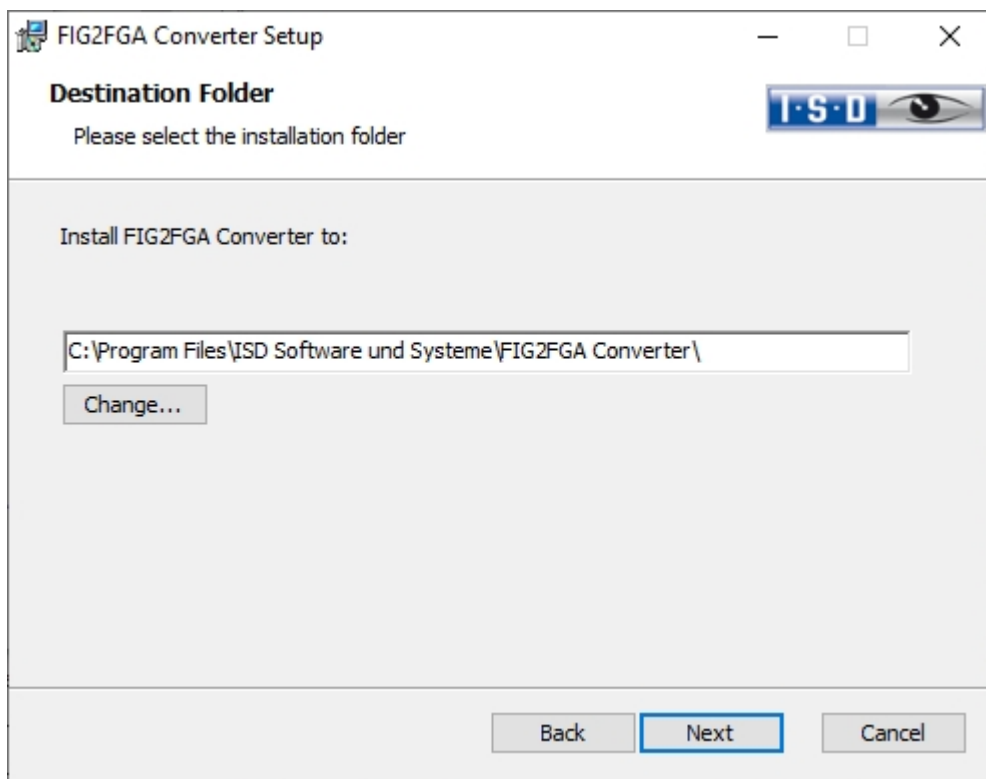 FIG2FGA Converter Setup
Destination Folder
I·S·D
Please select the installation folder
Install FIG2FGA Converter to:
C:\Program Files\ISD Software und Systeme\FIG2FGA Converter\
Change...
Back Next Cancel